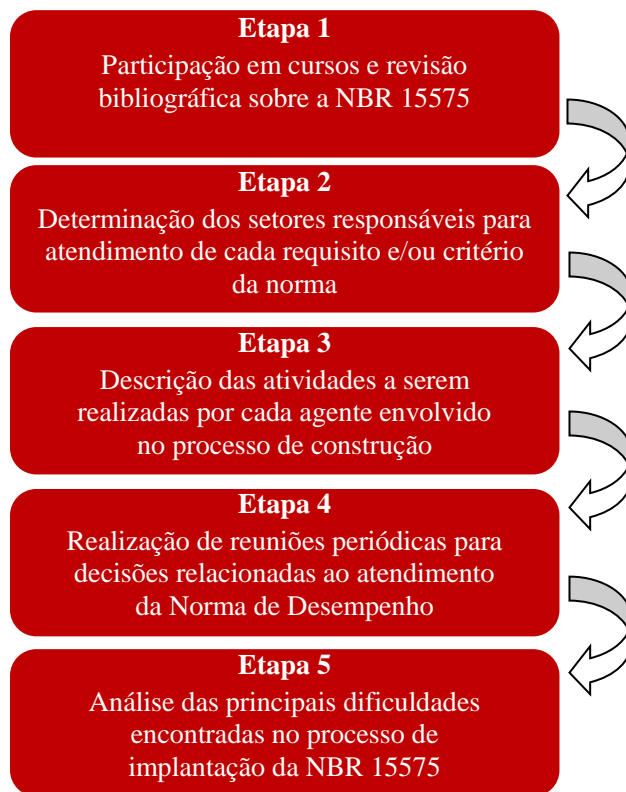 Etapa 1
Participação em cursos e revisão
bibliográfica sobre a NBR 15575
Etapa 2
Determinação dos setores responsáveis para
atendimento de cada requisito e/ou critério
da norma
Etapa 3
Descrição das atividades a serem
realizadas por cada agente envolvido
no processo de construção
Etapa 4
Realização de reuniões periódicas para
decisões relacionadas ao atendimento
da Norma de Desempenho
Etapa 5
Análise das principais dificuldades
encontradas no processo de
implantação da NBR 15575